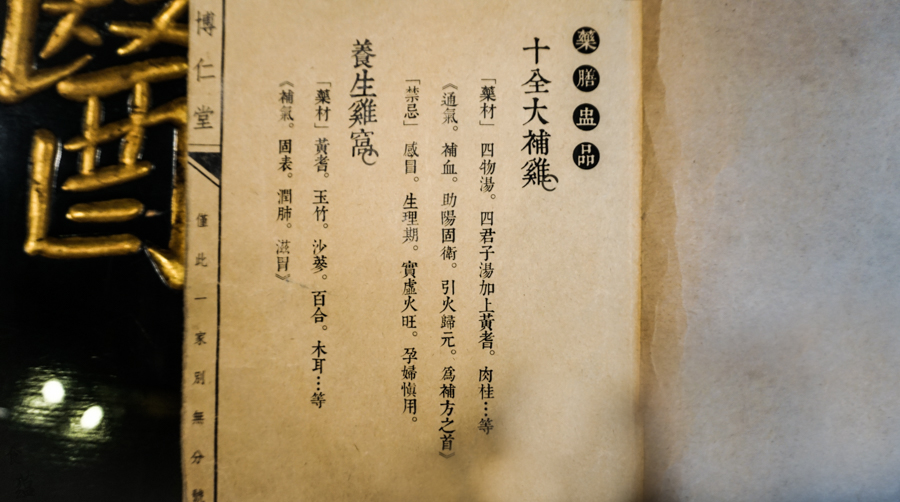 藥膳盅品
十全大補雞
「藥材」四物湯。四君子湯加上黃耆。肉桂…等
《通氣。補血。助陽固衛。引火歸元。為補方之首》
「禁忌」感冒。生理期。實虛火旺。孕婦慎用。
養生雞窩
「藥材」黃耆。玉竹。沙蔘。百合。木耳…等
《補氣。固表。潤肺。滋胃》
博仁堂
僅此一家別無分號